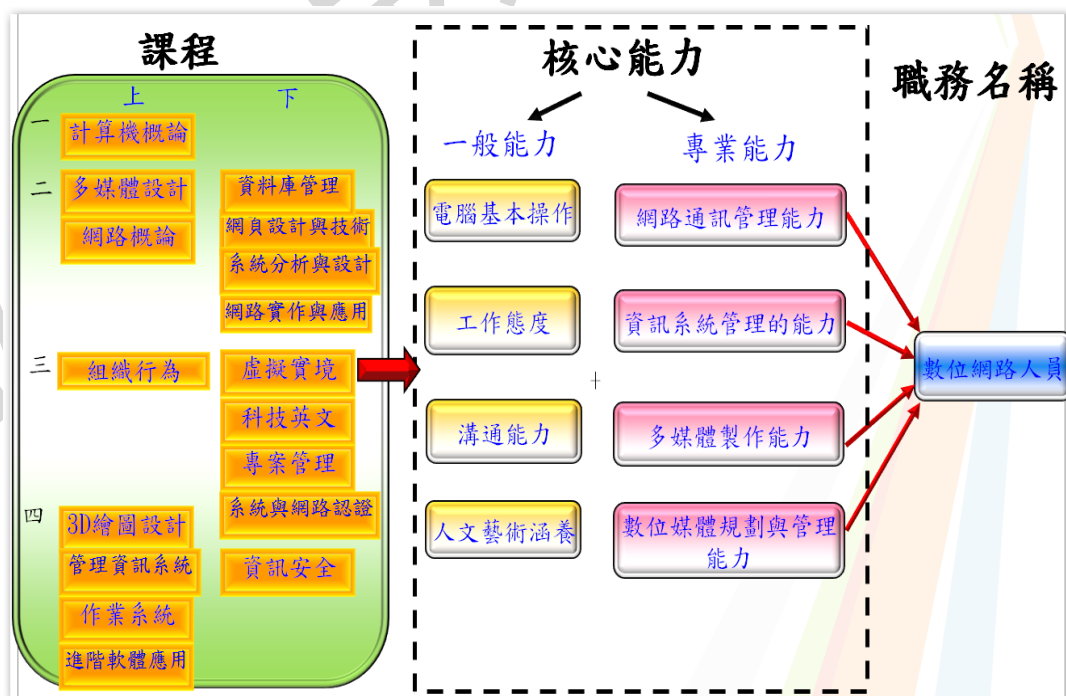 課程
核心能力
職務名稱
上
下
一
計算機概論
二
多媒體設計
資料庫管理
網路概論
網頁設計與技術
系統分析與設計
網路實作與應用
三
組織行為
虛擬實境
科技英文
專案管理
四
系統與網路認證
3D繪圖設計
管理資訊系統
資訊安全
作業系統
進階軟體應用
一般能力
專業能力
電腦基本操作
網路通訊管理能力
工作態度
資訊系統管理的能力
溝通能力
多媒體製作能力
人文藝術涵養
數位媒體規劃與管理
能力
數位網路人員